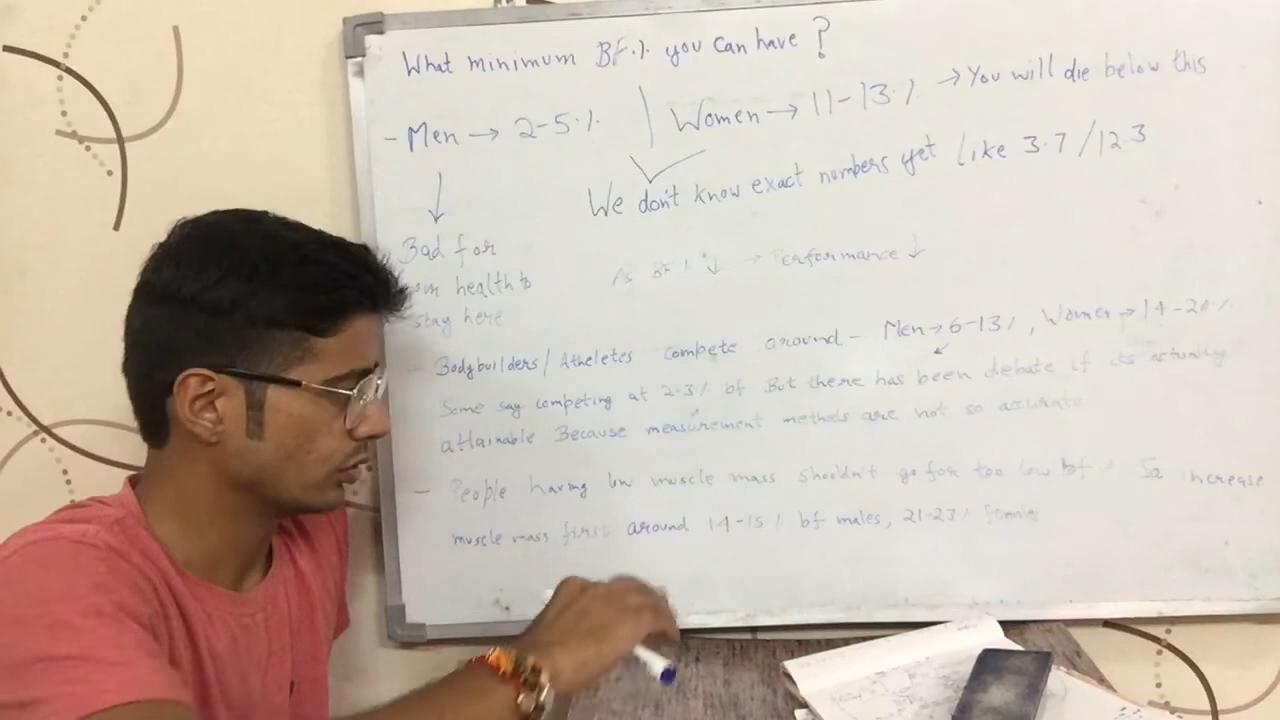 What minimum BF.% you can have ?
- Men → 2-5 % | Women → 11-13 % → You will die below this
We don't know exact numbers yet like 3.7 / 12.3
Bad for
health to
stay here
As BF % ↓ → Performance ↓
- Bodybuilders / Atheletes compete around - Men → 6-13 % , Women → 14-20 %
Some say competing at 2-3 % bf But there has been debate if its actually
attainable Because measurement methods are not so accurate
- People having low muscle mass shouldn't go for too low bf % So increase
muscle mass first around 14-15 % bf males, 21-23 %